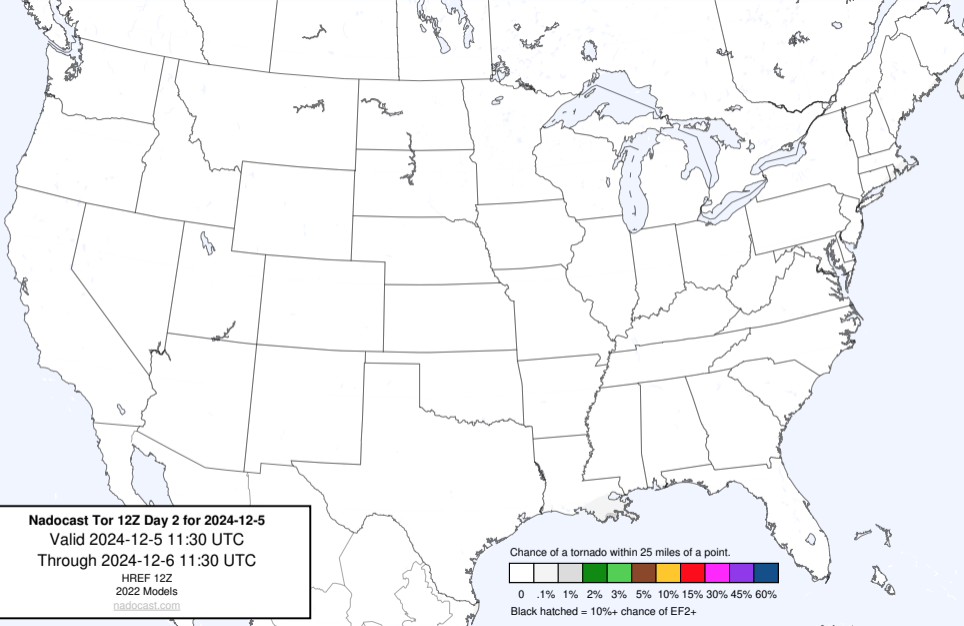 Nadocast Tor 12Z Day 2 for 2024-12-5
Valid 2024-12-5 11:30 UTC
Through 2024-12-6 11:30 UTC
HREF 12Z
2022 Models
nadocast.com
Chance of a tornado within 25 miles of a point.
0 .1% 1% 2% 3% 5% 10% 15% 30% 45% 60%
Black hatched = 10%+ chance of EF2+